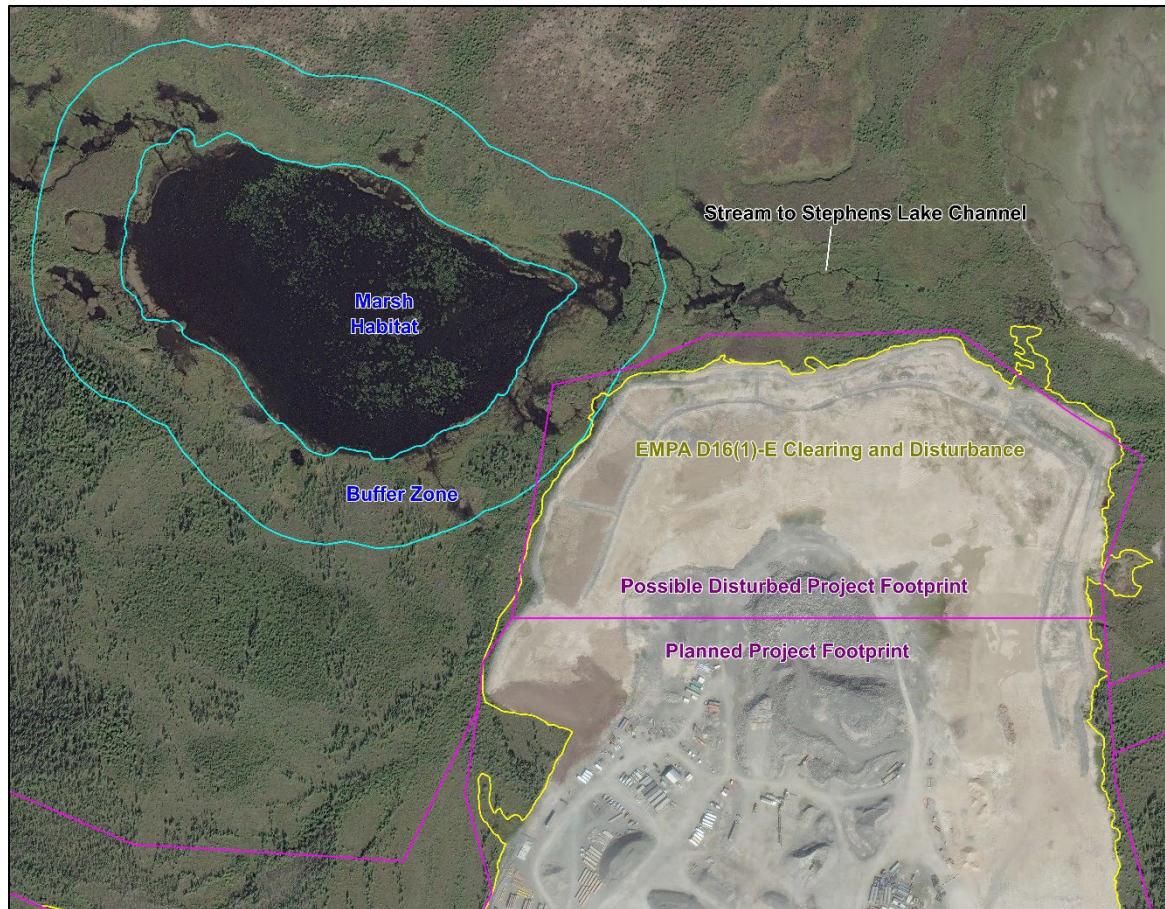 Stream to Stephens Lake Channel
Marsh
Habitat
EMPA D16(1)-E Clearing and Disturbance
Buffer Zone
Possible Disturbed Project Footprint
Planned Project Footprint